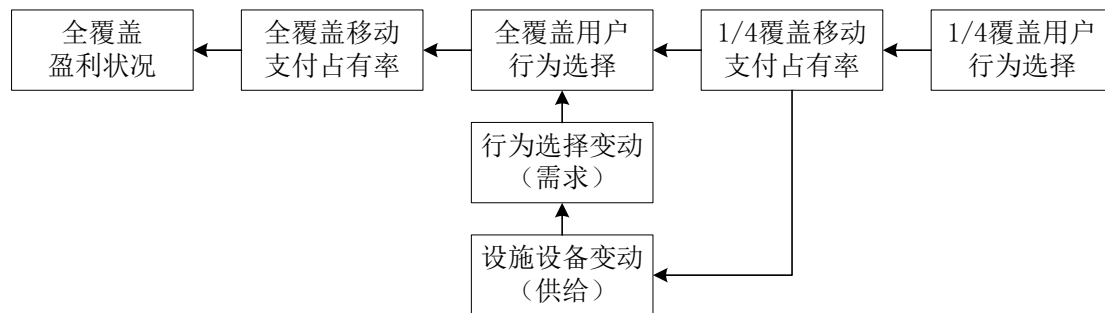 全覆盖
盈利状况
全覆盖移动
支付占有率
全覆盖用户
行为选择
1/4覆盖移动
支付占有率
1/4覆盖用户
行为选择
行为选择变动
（需求）
设施设备变动
（供给）